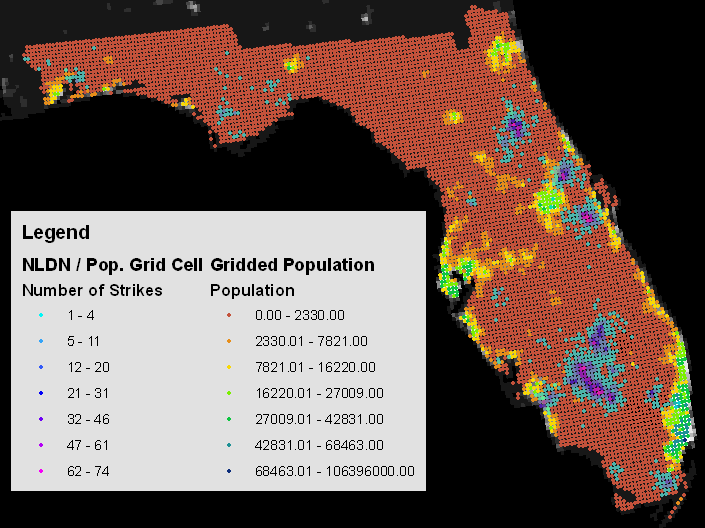 Legend
NLDN / Pop. Grid Cell Gridded Population
Number of Strikes Population
1 - 4 0.00 - 2330.00
5 - 11 2330.01 - 7821.00
12 - 20 7821.01 - 16220.00
21 - 31 16220.01 - 27009.00
32 - 46 27009.01 - 42831.00
47 - 61 42831.01 - 68463.00
62 - 74 68463.01 - 106396000.00